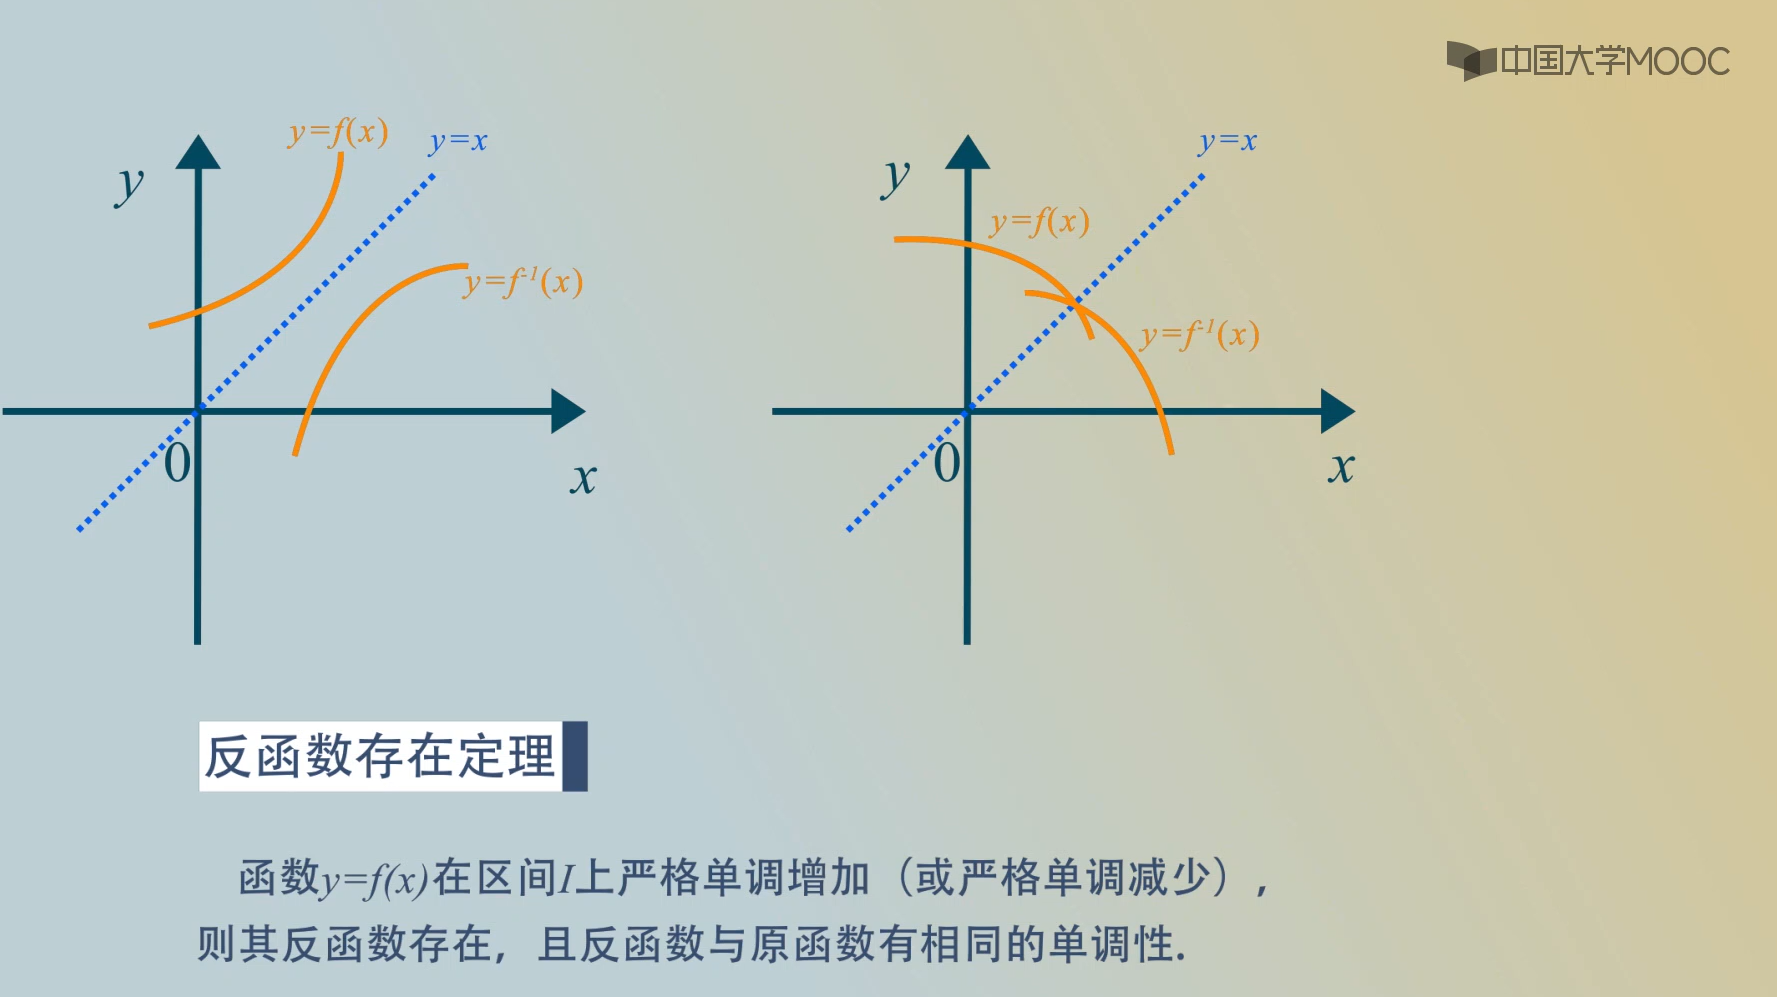 中国大学MOOC
y=f(x)
y=x
y
y=f⁻¹(x)
0
x
y=x
y
y=f(x)
y=f⁻¹(x)
0
x
反函数存在定理
函数y=f(x)在区间I上严格单调增加（或严格单调减少），
则其反函数存在，且反函数与原函数有相同的单调性.